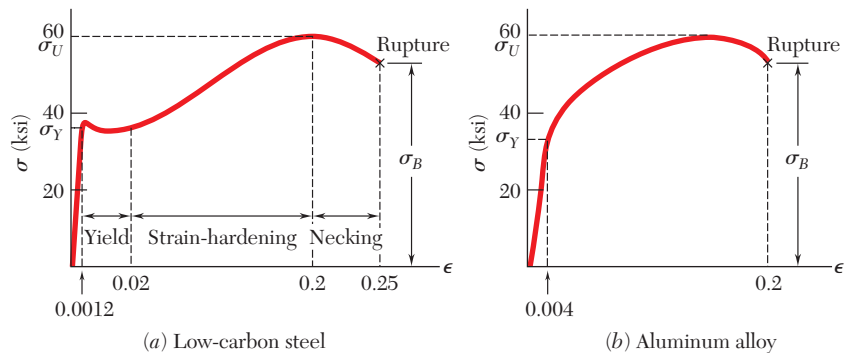 60
σU
Rupture
40
σY
σ (ksi)
20
σB
Yield
Strain-hardening
Necking
0.02
0.2
0.25
ϵ
0.0012
(a) Low-carbon steel
60
σU
Rupture
40
σY
σ (ksi)
20
σB
0.2
ϵ
0.004
(b) Aluminum alloy